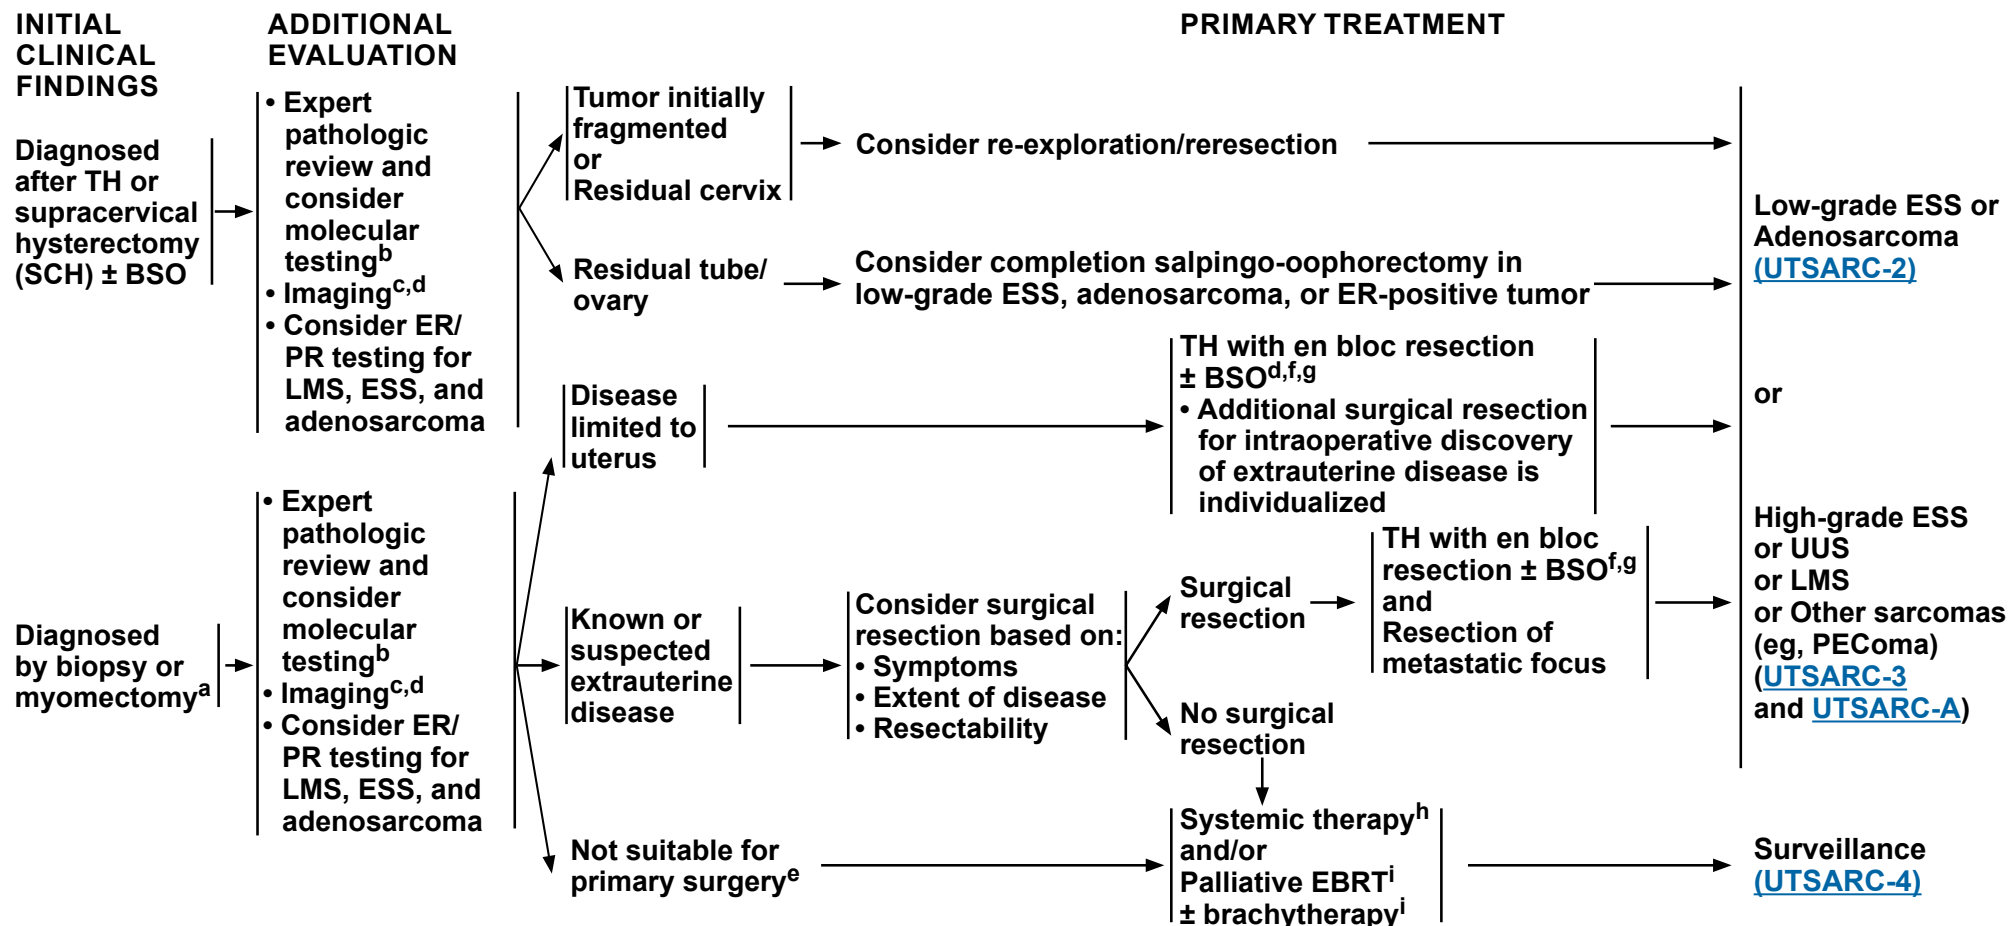 INITIAL
CLINICAL
FINDINGS
ADDITIONAL
EVALUATION
PRIMARY TREATMENT
Diagnosed
after TH or
supracervical
hysterectomy
(SCH) ± BSO
• Expert
pathologic
review and
consider
molecular
testingb
• Imagingc,d
• Consider ER/
PR testing for
LMS, ESS, and
adenosarcoma
Tumor initially
fragmented
or
Residual cervix
Consider re-exploration/reresection
Residual tube/
ovary
Consider completion salpingo-oophorectomy in
low-grade ESS, adenosarcoma, or ER-positive tumor
Diagnosed
by biopsy or
myomectomya
• Expert
pathologic
review and
consider
molecular
testingb
• Imagingc,d
• Consider ER/
PR testing for
LMS, ESS, and
adenosarcoma
Disease
limited to
uterus
TH with en bloc resection
± BSOd,f,g
• Additional surgical resection
for intraoperative discovery
of extrauterine disease is
individualized
Known or
suspected
extrauterine
disease
Consider surgical
resection based on:
• Symptoms
• Extent of disease
• Resectability
Surgical
resection
TH with en bloc
resection ± BSOf,g
and
Resection of
metastatic focus
No surgical
resection
Not suitable for
primary surgerye
Systemic therapyh
and/or
Palliative EBRTi
± brachytherapyi
Low-grade ESS or
Adenosarcoma
(UTSARC-2)
or
High-grade ESS
or UUS
or LMS
or Other sarcomas
(eg, PEComa)
(UTSARC-3
and UTSARC-A)
Surveillance
(UTSARC-4)